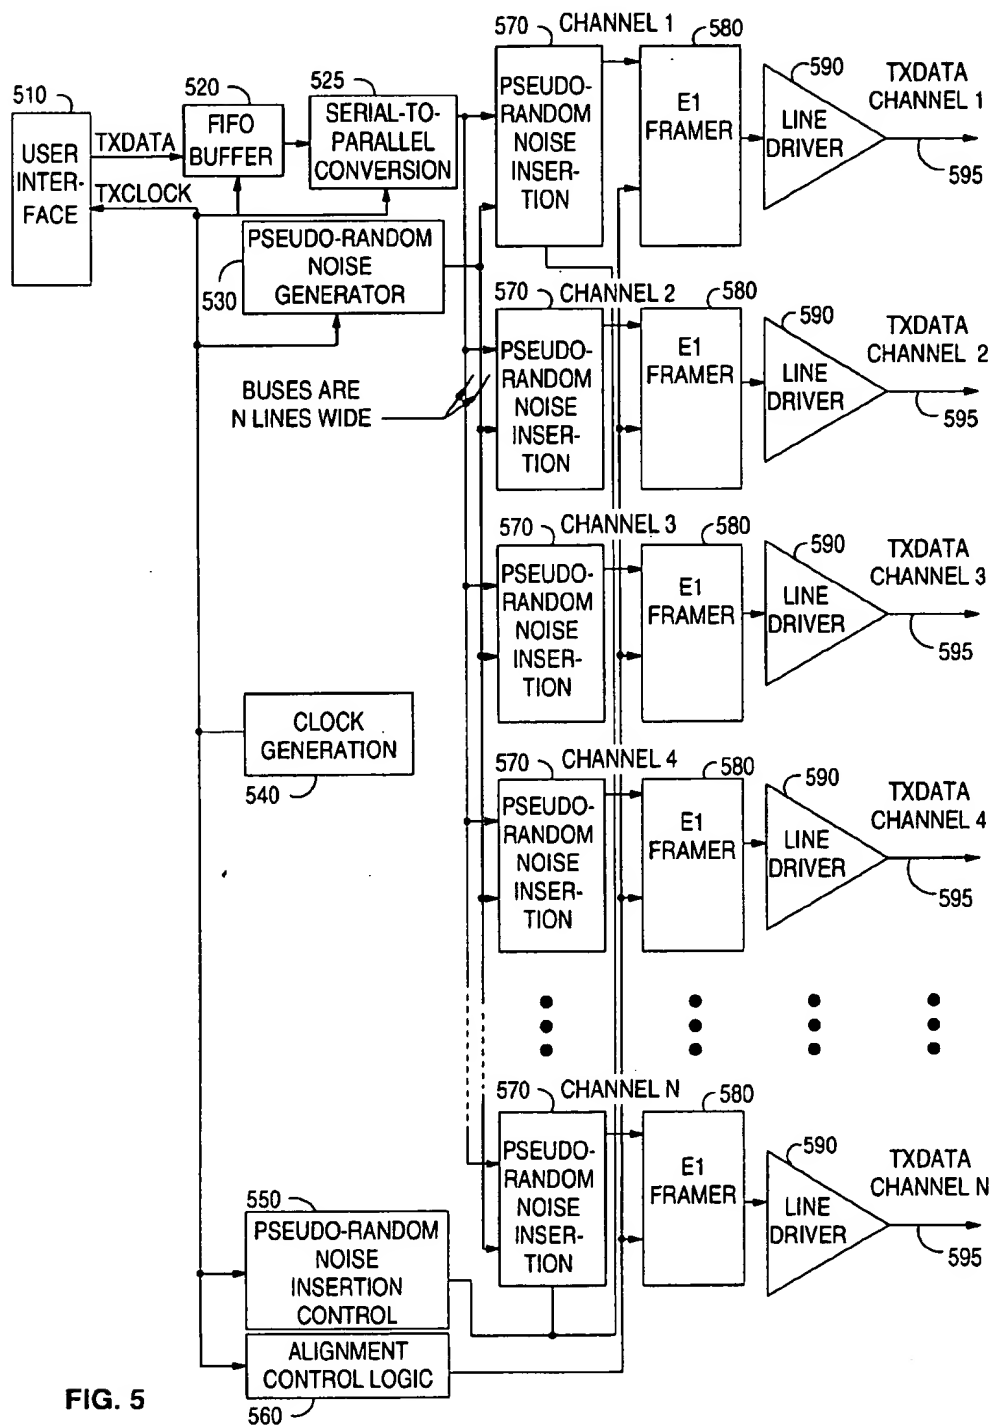 510
USER
INTER-
FACE
TXDATA
TXCLOCK
520
FIFO
BUFFER
525
SERIAL-TO-
PARALLEL
CONVERSION
PSEUDO-RANDOM
NOISE
GENERATOR
530
BUSES ARE
N LINES WIDE
CLOCK
GENERATION
540
550
PSEUDO-RANDOM
NOISE
INSERTION
CONTROL
ALIGNMENT
CONTROL LOGIC
560
570
CHANNEL 1
PSEUDO-
RANDOM
NOISE
INSER-
TION
580
E1
FRAMER
590
LINE
DRIVER
TXDATA
CHANNEL 1
595
570
CHANNEL 2
PSEUDO-
RANDOM
NOISE
INSER-
TION
580
E1
FRAMER
590
LINE
DRIVER
TXDATA
CHANNEL 2
595
570
CHANNEL 3
PSEUDO-
RANDOM
NOISE
INSER-
TION
580
E1
FRAMER
590
LINE
DRIVER
TXDATA
CHANNEL 3
595
570
CHANNEL 4
PSEUDO-
RANDOM
NOISE
INSER-
TION
580
E1
FRAMER
590
LINE
DRIVER
TXDATA
CHANNEL 4
595
570
CHANNEL N
PSEUDO-
RANDOM
NOISE
INSER-
TION
580
E1
FRAMER
590
LINE
DRIVER
TXDATA
CHANNEL N
595
FIG. 5